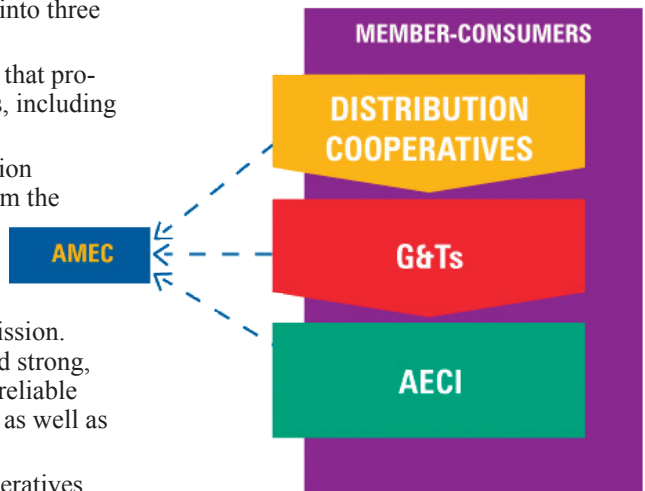 into three
that pro-
s, including
ion
m the
ission.
d strong,
reliable
as well as
eratives
MEMBER-CONSUMERS
DISTRIBUTION
COOPERATIVES
G&Ts
AECI
AMEC